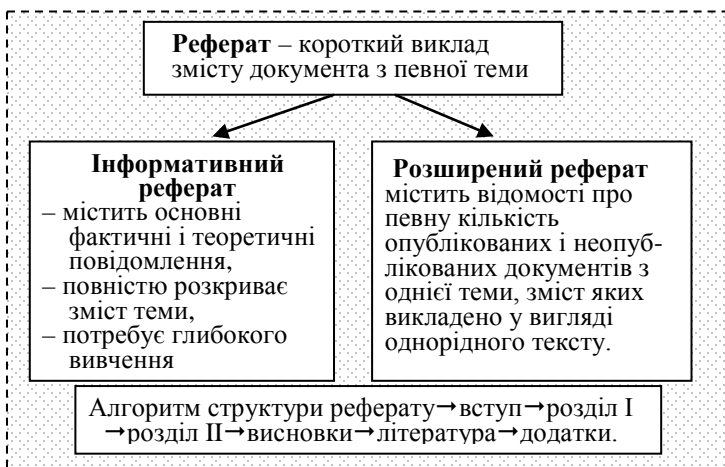 Реферат – короткий виклад
змісту документа з певної теми
Інформативний
реферат
– містить основні
фактичні і теоретичні
повідомлення,
– повністю розкриває
зміст теми,
– потребує глибокого
вивчення
Розширений реферат
містить відомості про
певну кількість
опублікованих і неопуб-
лікованих документів з
однієї теми, зміст яких
викладено у вигляді
однорідного тексту.
Алгоритм структури реферату→вступ→розділ І
→розділ ІІ→висновки→література→додатки.